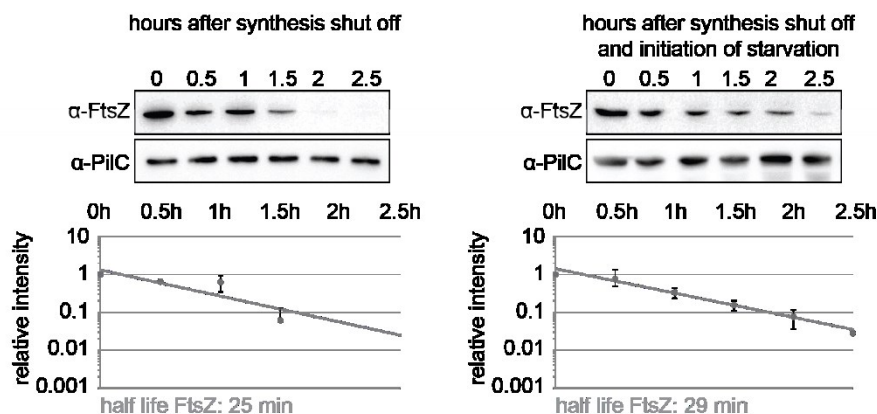 hours after synthesis shut off
0 0.5 1 1.5 2 2.5
α-FtsZ
α-PilC
0h 0.5h 1h 1.5h 2h 2.5h
10
1
0.1
0.01
0.001
relative intensity
half life FtsZ: 25 min
hours after synthesis shut off
and initiation of starvation
0 0.5 1 1.5 2 2.5
α-FtsZ
α-PilC
0h 0.5h 1h 1.5h 2h 2.5h
10
1
0.1
0.01
0.001
relative intensity
half life FtsZ: 29 min